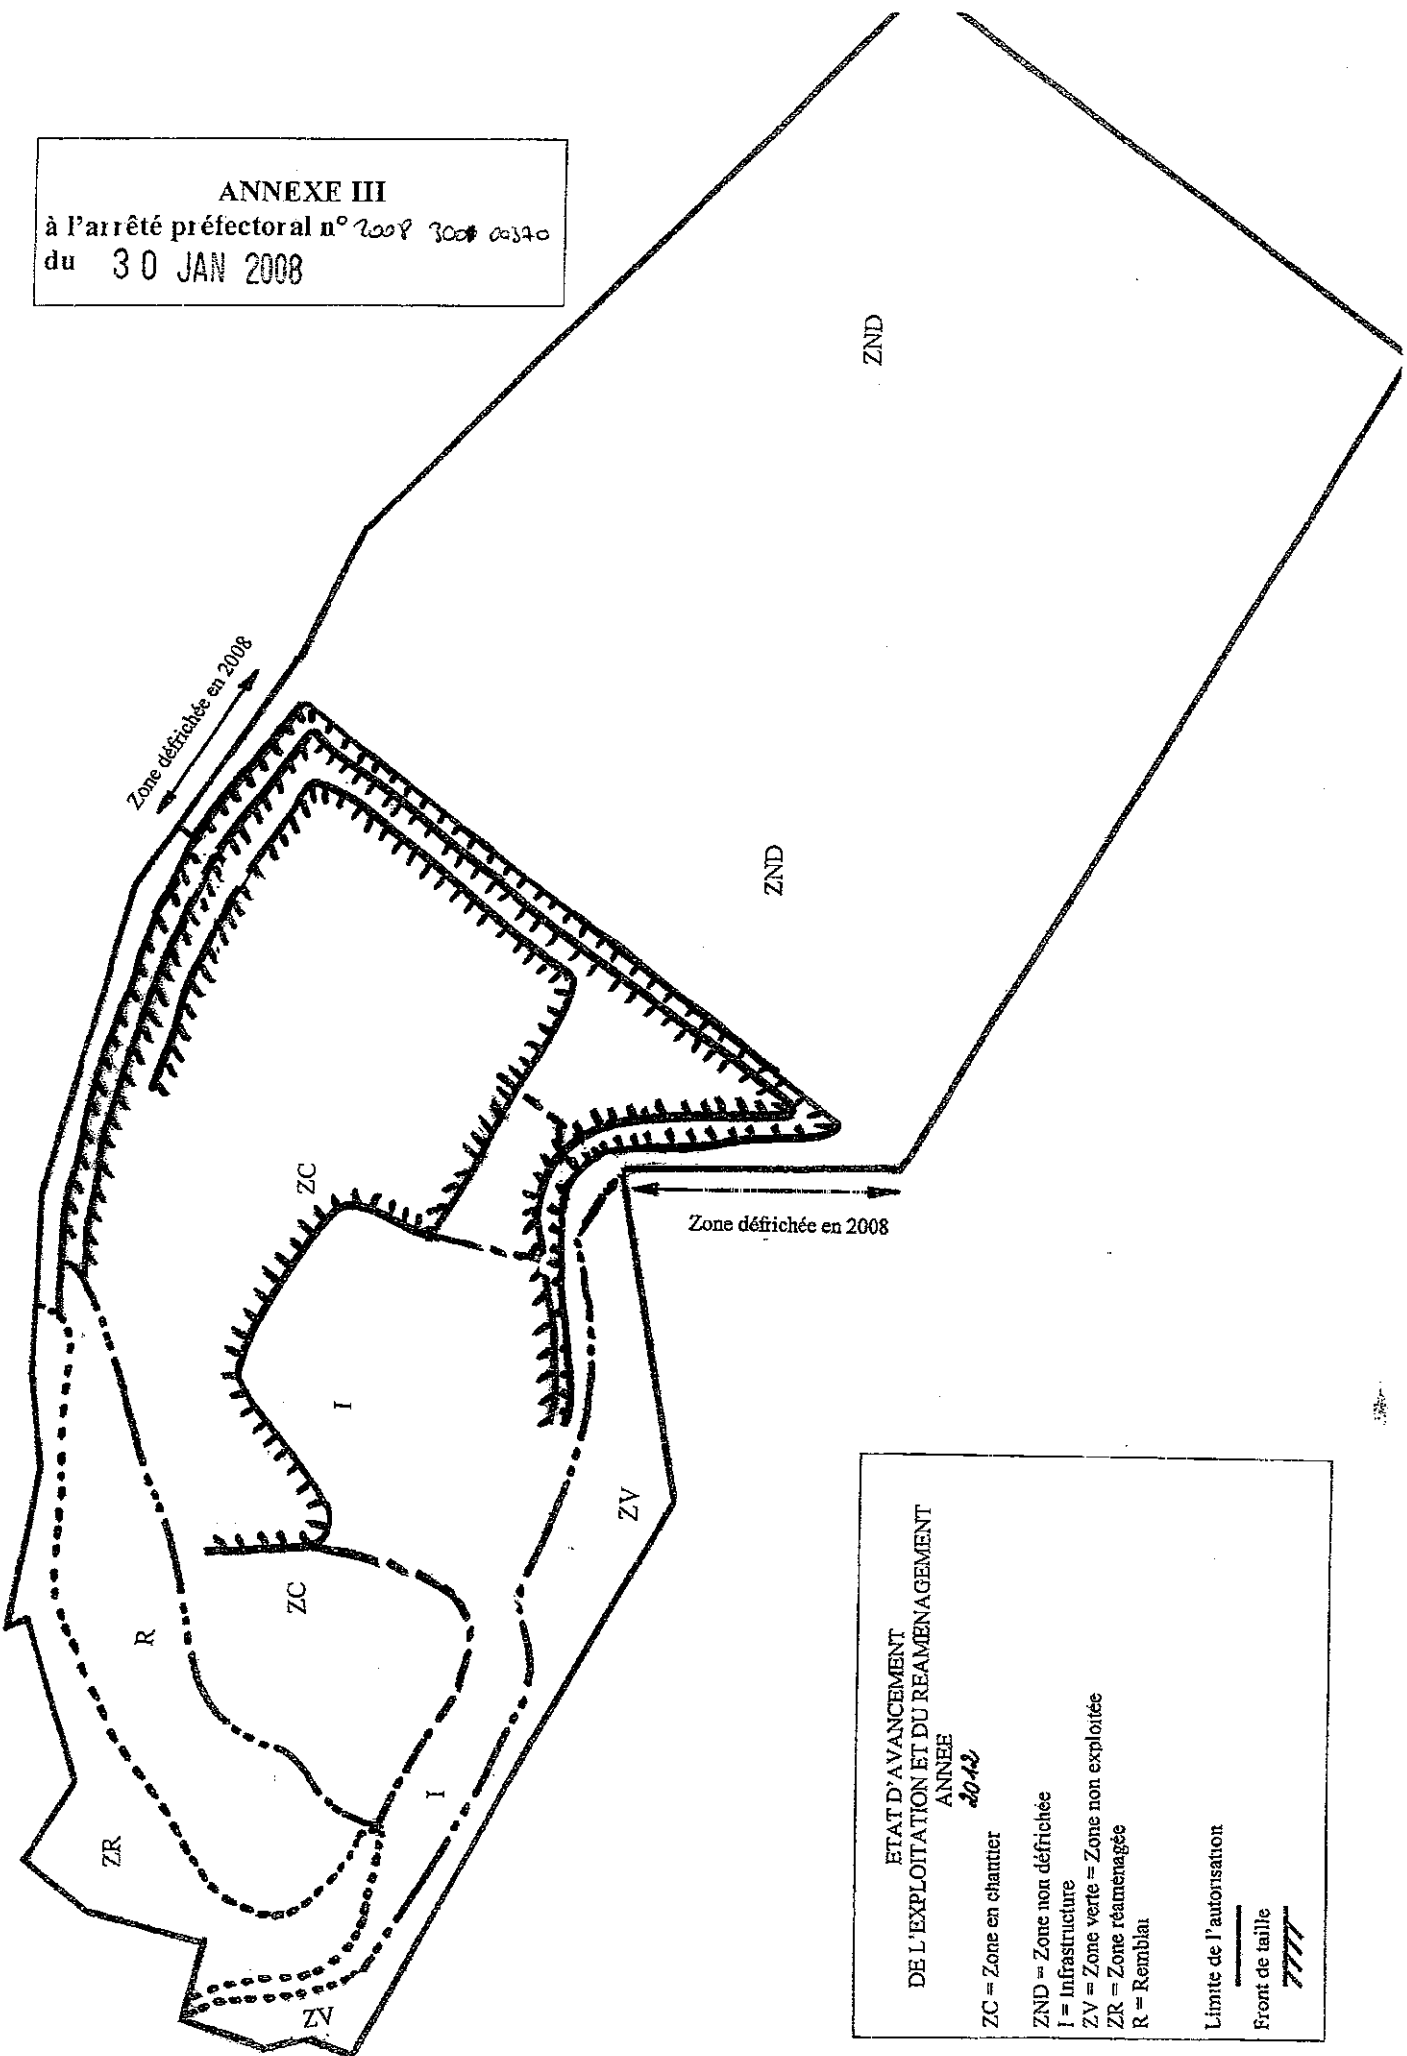 ANNEXE III
à l'arrêté préfectoral n° 2008
du 30 JAN 2008
ZND
Zone défrichée en 2008
ZND
ZC
Zone défrichée en 2008
I
ZV
ZC
R
I
ZR
ZV
ETAT D'AVANCEMENT
DE L'EXPLOITATION ET DU REAMENAGEMENT
ANNEE
2012
ZC = Zone en chantier
ZND = Zone non défrichée
I = Infrastructure
ZV = Zone verte = Zone non exploitée
ZR = Zone réaménagée
R = Remblai
Limite de l'autorisation
Front de taille